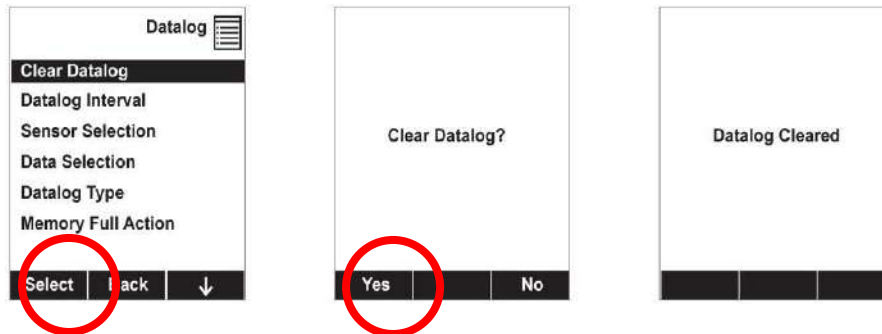 Datalog
Clear Datalog
Datalog Interval
Sensor Selection
Data Selection
Datalog Type
Memory Full Action
Select Back ↓
Clear Datalog?
Yes No
Datalog Cleared